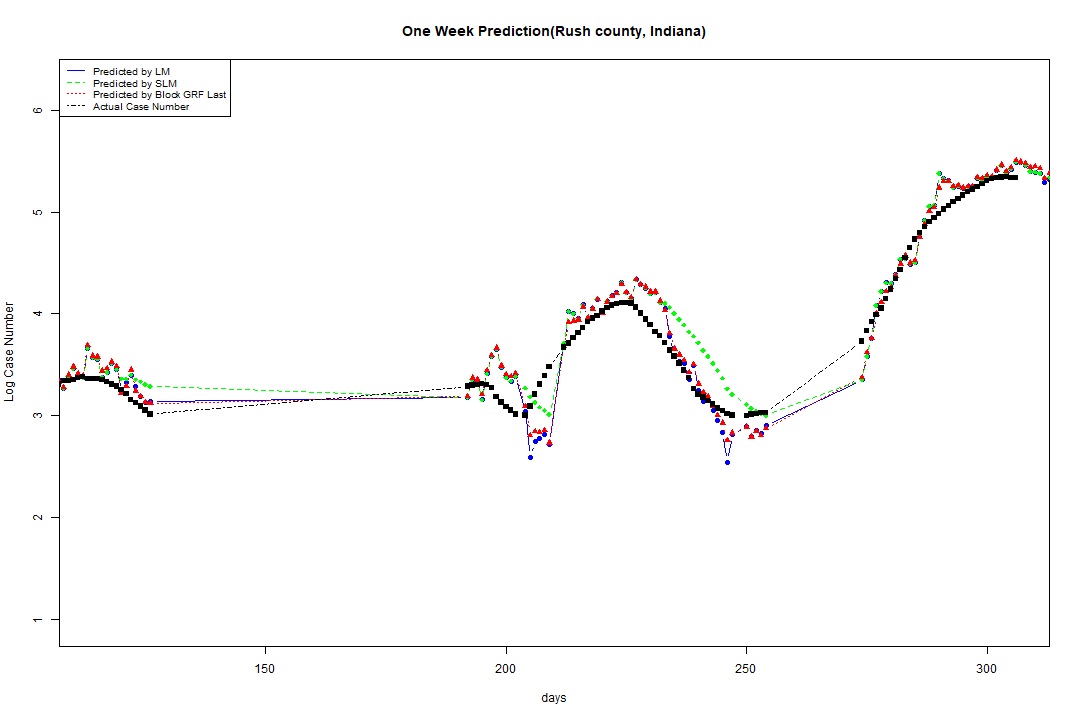 One Week Prediction(Rush county, Indiana)
Predicted by LM
Predicted by SLM
Predicted by Block GRF Last
Actual Case Number
6
5
4
3
2
1
Log Case Number
150
200
250
300
days